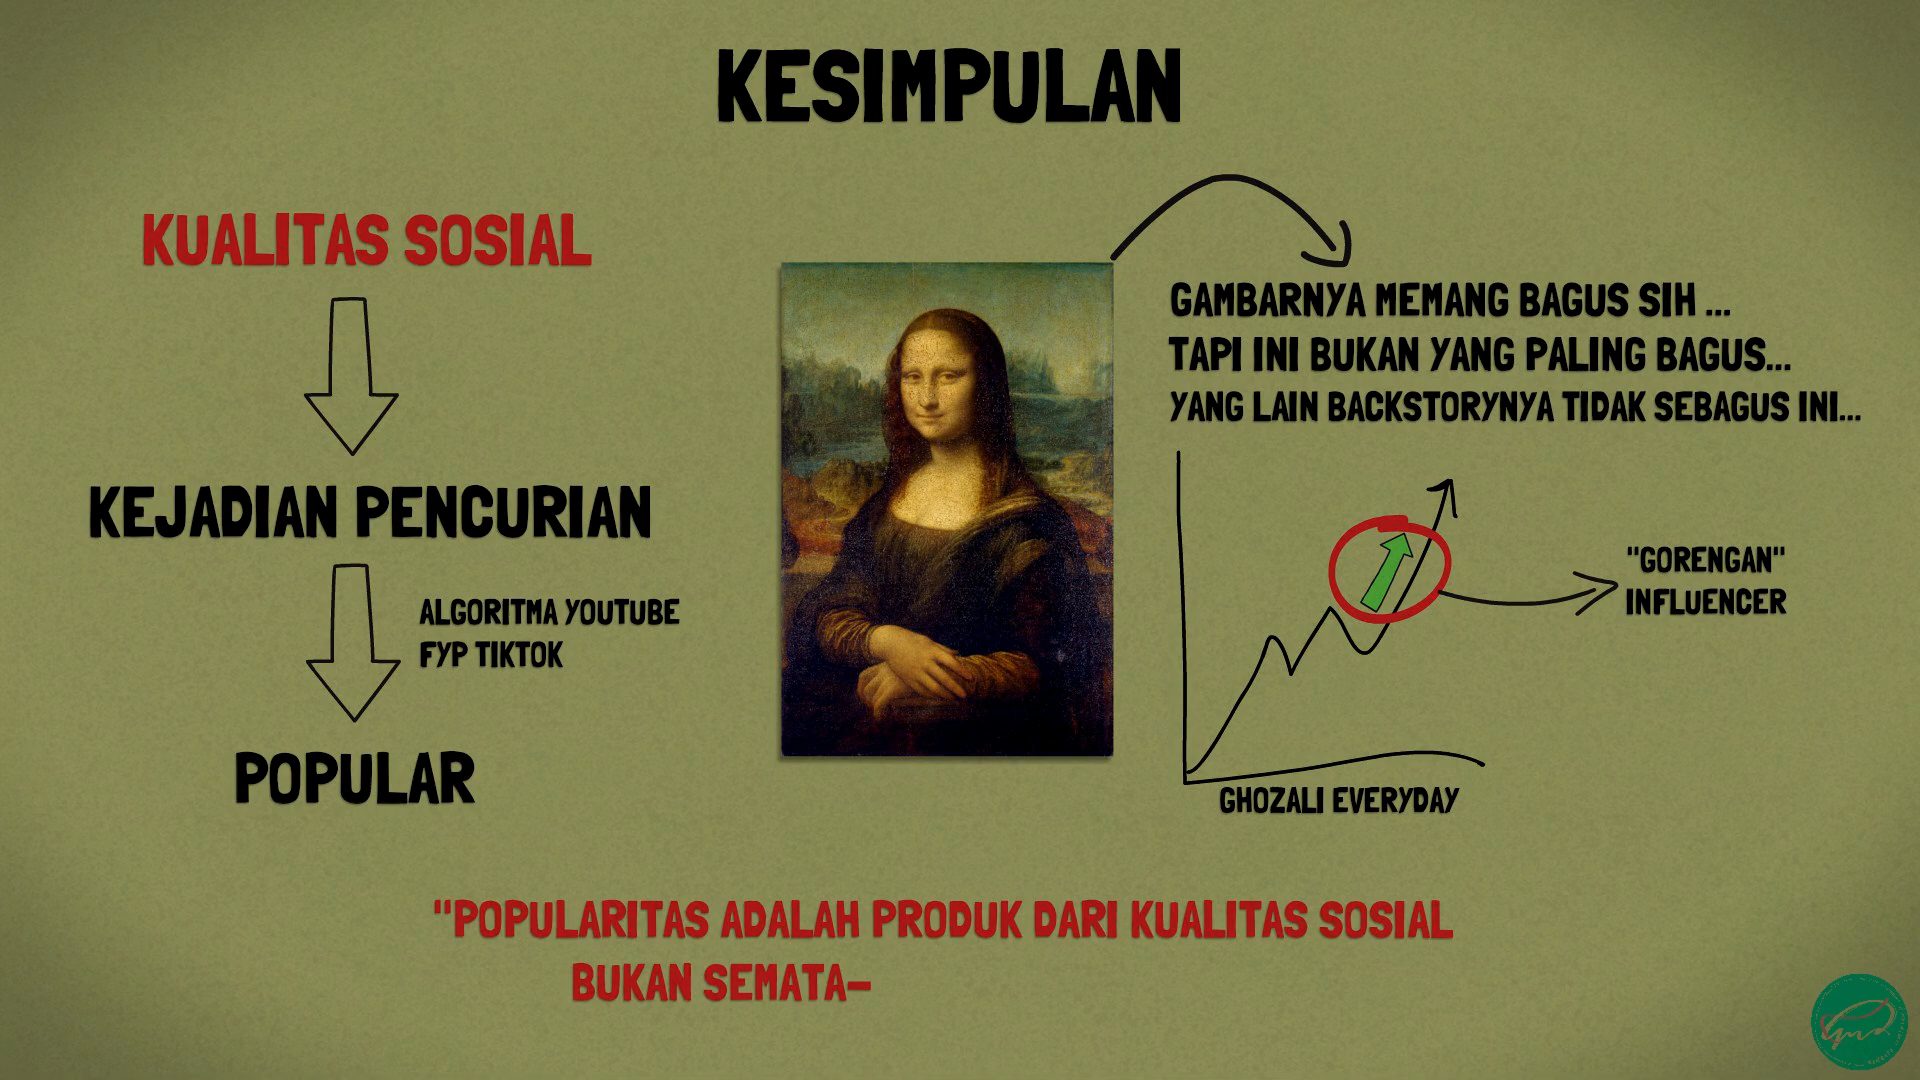 KESIMPULAN
KUALITAS SOSIAL
KEJADIAN PENCURIAN
ALGORITMA YOUTUBE
FYP TIKTOK
POPULAR
GAMBARNYA MEMANG BAGUS SIH ...
TAPI INI BUKAN YANG PALING BAGUS...
YANG LAIN BACKSTORYNYA TIDAK SEBAGUS INI...
"GORENGAN"
INFLUENCER
GHOZALI EVERYDAY
"POPULARITAS ADALAH PRODUK DARI KUALITAS SOSIAL
BUKAN SEMATA-